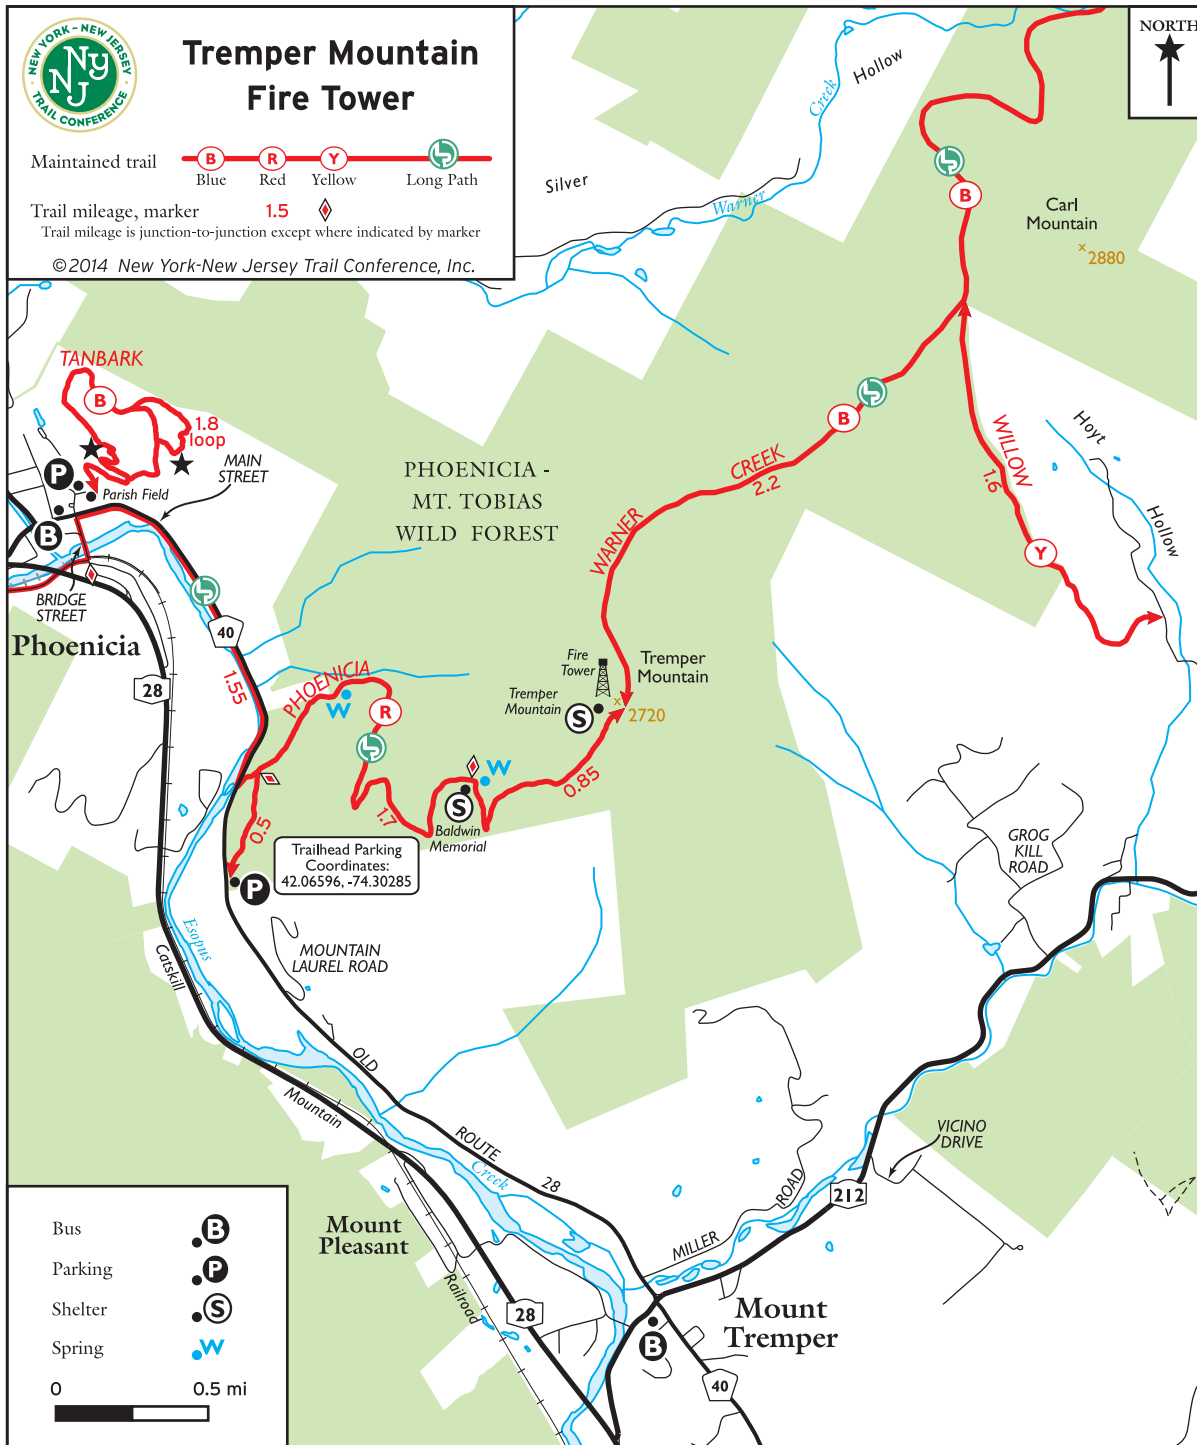 NEW YORK - NEW JERSEY
TRAIL CONFERENCE
NY
NJ
Tremper Mountain
Fire Tower
Maintained trail
B
R
Y
Blue
Red
Yellow
Long Path
Trail mileage, marker
1.5
Trail mileage is junction-to-junction except where indicated by marker
©2014 New York-New Jersey Trail Conference, Inc.
NORTH
Hollow
Creek
Silver
Warner
B
Carl
Mountain
2880
TANBARK
B
1.8
loop
MAIN
STREET
P
Parish Field
B
BRIDGE
STREET
Phoenicia
PHOENICIA -
MT. TOBIAS
WILD FOREST
B
CREEK
2.2
WARNER
WILLOW
1.6
Y
Hoyt
Hollow
40
28
1.55
PHOENICIA
W
R
Fire
Tower
Tremper
Mountain
Tremper
Mountain
S
2720
W
0.85
S
Baldwin
Memorial
1.7
0.5
Trailhead Parking
Coordinates:
42.06596, -74.30285
P
GROG
KILL
ROAD
Esopus
Catskill
MOUNTAIN
LAUREL ROAD
OLD
Mountain
ROUTE
28
Creek
VICINO
DRIVE
212
ROAD
MILLER
Mount
Pleasant
Railroad
28
Mount
Tremper
B
40
Bus
B
Parking
P
Shelter
S
Spring
W
0
0.5 mi